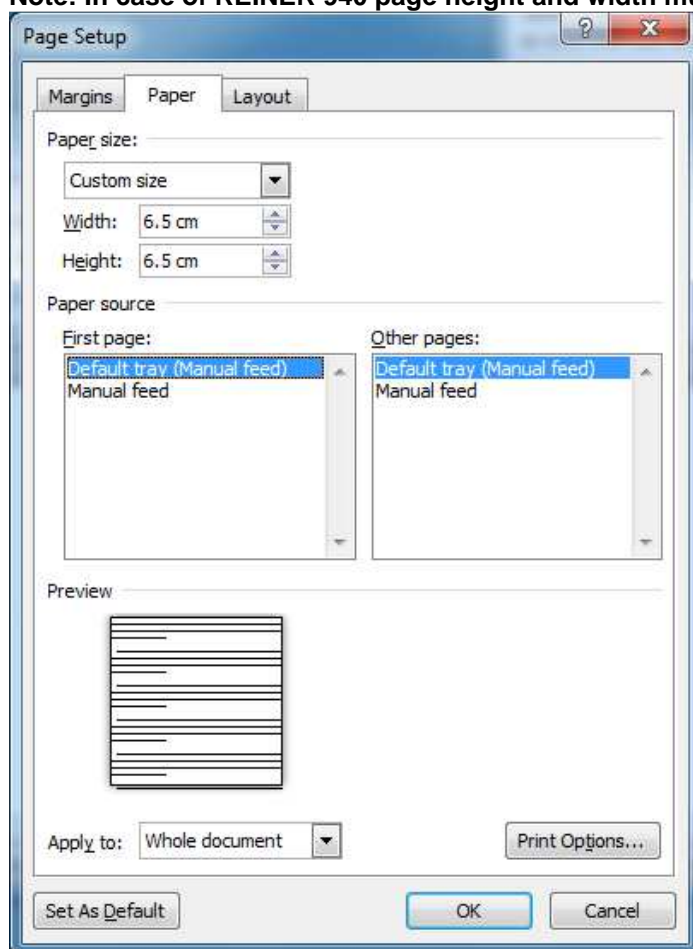 Note: In case of REINER 940 page height and width
Page Setup
Margins Paper Layout
Paper size:
Custom size
Width: 6.5 cm
Height: 6.5 cm
Paper source
First page: Other pages:
Default tray (Manual feed) Default tray (Manual feed)
Manual feed Manual feed
Preview
Apply to: Whole document Print Options...
Set As Default OK Cancel